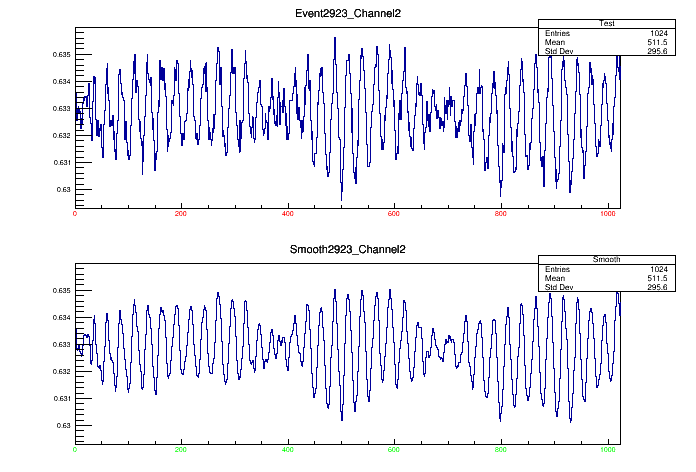 Event2923_Channel2
Test
Entries 1024
Mean 511.5
Std Dev 295.6
0.635
0.634
0.633
0.632
0.631
0.63
0 200 400 600 800 1000
Smooth2923_Channel2
Smooth
Entries 1024
Mean 511.5
Std Dev 295.6
0.635
0.634
0.633
0.632
0.631
0.63
0 200 400 600 800 1000